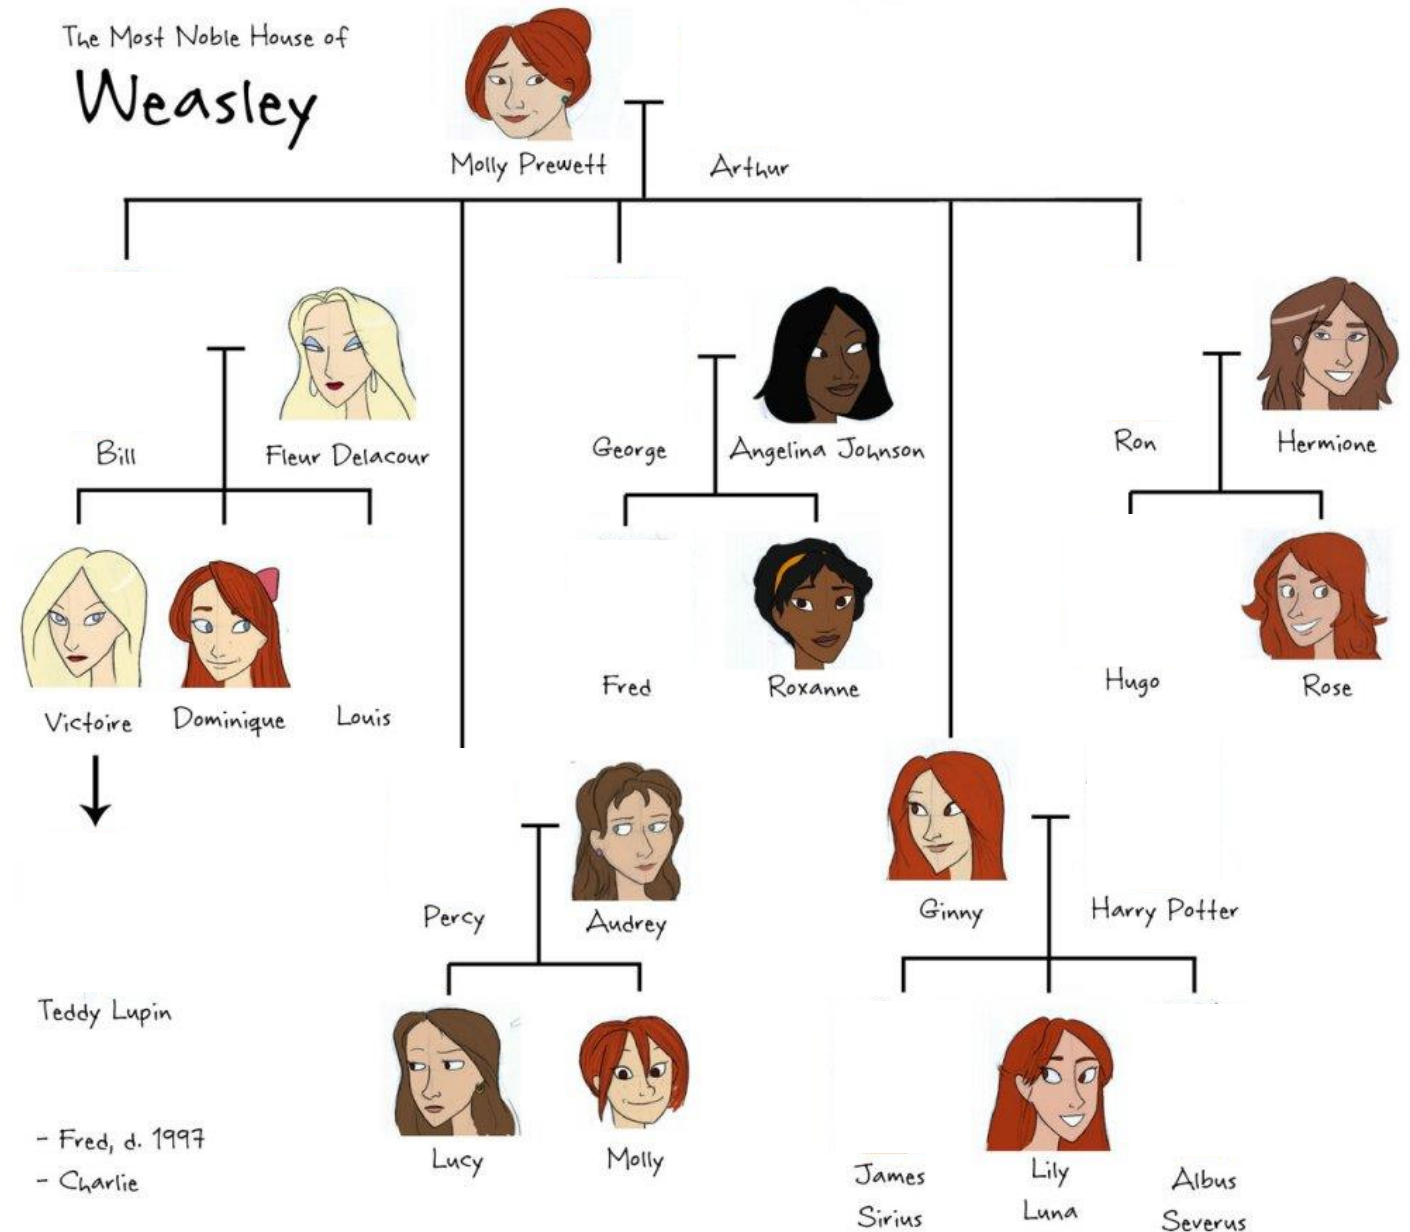 The Most Noble House of
Weasley
Molly Prewett
Arthur
Bill
Fleur Delacour
George
Angelina Johnson
Ron
Hermione
Victoire
Dominique
Louis
Fred
Roxanne
Hugo
Rose
Percy
Audrey
Ginny
Harry Potter
Teddy Lupin
- Fred, d. 1997
- Charlie
Lucy
Molly
James
Sirius
Lily
Luna
Albus
Severus